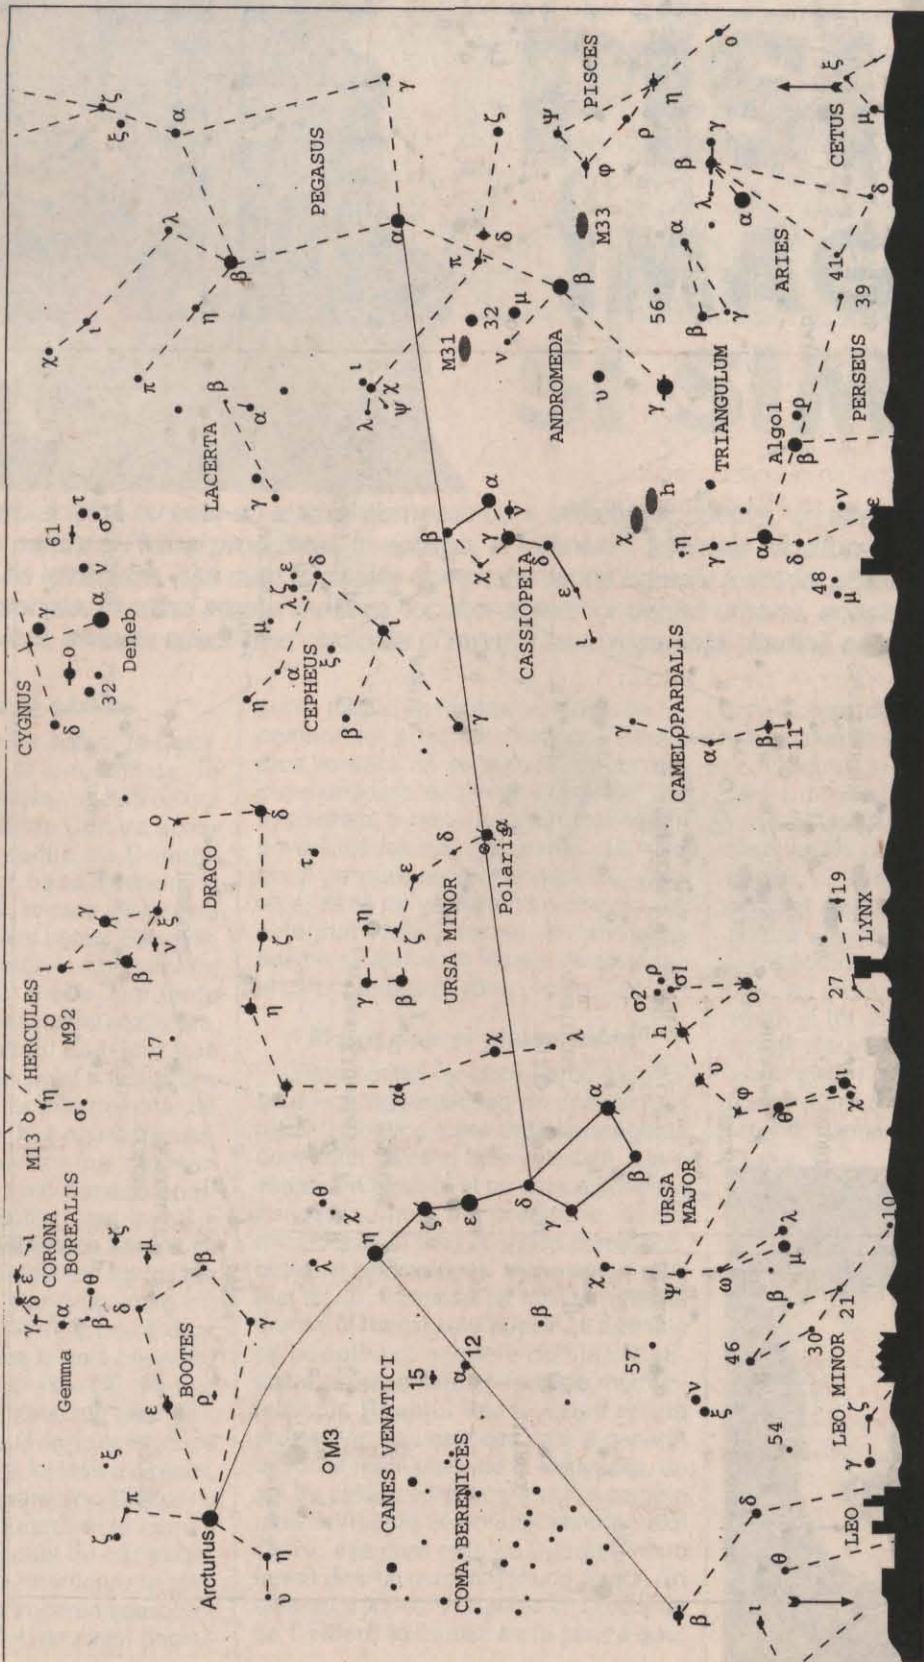 ζ
π
ξ
Gemma
α
γ
δ
ε
ι
CORONA
BOREALIS
β
θ
M13
HERCULES
η
σ
M92
CYGNUS
δ
γ
ο
32
α
Deneb
ν
61
σ
τ
χ
ι
λ
ξ
ζ
α
Arcturus
ε
BOOTES
ρ
δ
μ
ζ
β
γ
υ
η
17
ι
γ
β
ν
ξ
ο
DRACO
δ
τ
ζ
η
ι
α
χ
λ
π
η
β
PEGASUS
γ
α
LACERTA
β
α
γ
CEPHEUS
η
α
μ
λ
ζ
ε
δ
ξ
ι
β
γ
M3
CANES VENATICI
15
α
12
β
COMA BERENICES
λ
θ
χ
η
ζ
ε
δ
γ
α
β
URSA
MAJOR
γ
η
β
ζ
ε
δ
URSA MINOR
Polaris
α
λ
ι
χ
ψ
M31
32
π
δ
ζ
ν
μ
β
ANDROMEDA
υ
γ
β
α
γ
ν
χ
δ
ε
ι
CASSIOPEIA
χ
h
ψ
φ
ρ
η
ο
PISCES
M33
56
α
β
γ
TRIANGULUM
γ
β
λ
α
ARIES
41
39
δ
CETUS
ξ
μ
Algol
β
ρ
PERSEUS
η
γ
α
δ
ν
ε
48
μ
γ
α
β
11
CAMELOPARDALIS
27
19
LYNX
σ2
ρ
σ1
ο
h
υ
φ
θ
ι
χ
χ
ψ
ω
μ
λ
57
ν
ξ
46
β
30
21
10
LEO MINOR
54
β
δ
θ
ι
LEO
γ
ζ